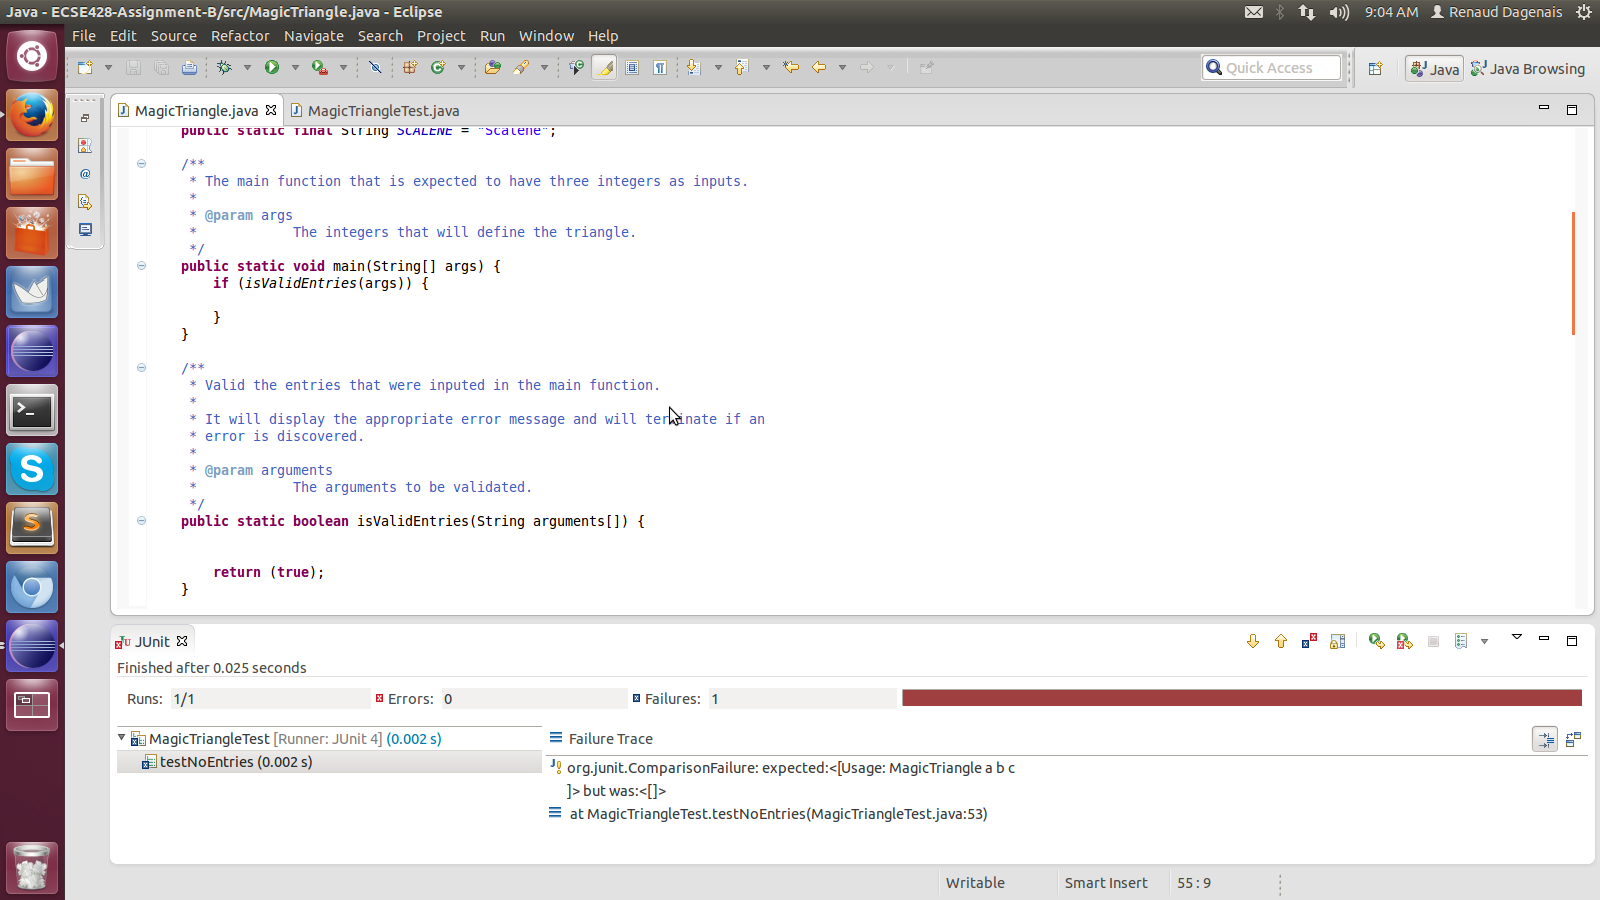 Java - ECSE428-Assignment-B/src/MagicTriangle.java - Eclipse
9:04 AM Renaud Dagenais
File Edit Source Refactor Navigate Search Project Run Window Help
Quick Access
Java Java Browsing
MagicTriangle.java MagicTriangleTest.java
public static final String SCALENE = "Scalene";
/**
* The main function that is expected to have three integers as inputs.
*
* @param args
* The integers that will define the triangle.
*/
public static void main(String[] args) {
if (isValidEntries(args)) {
}
}
/**
* Valid the entries that were inputed in the main function.
*
* It will display the appropriate error message and will terminate if an
* error is discovered.
*
* @param arguments
* The arguments to be validated.
*/
public static boolean isValidEntries(String arguments[]) {
return (true);
}
JUnit
Finished after 0.025 seconds
Runs: 1/1 Errors: 0 Failures: 1
MagicTriangleTest [Runner: JUnit 4] (0.002 s)
testNoEntries (0.002 s)
Failure Trace
org.junit.ComparisonFailure: expected:<[Usage: MagicTriangle a b c
]> but was:<[]>
at MagicTriangleTest.testNoEntries(MagicTriangleTest.java:53)
Writable Smart Insert 55 : 9